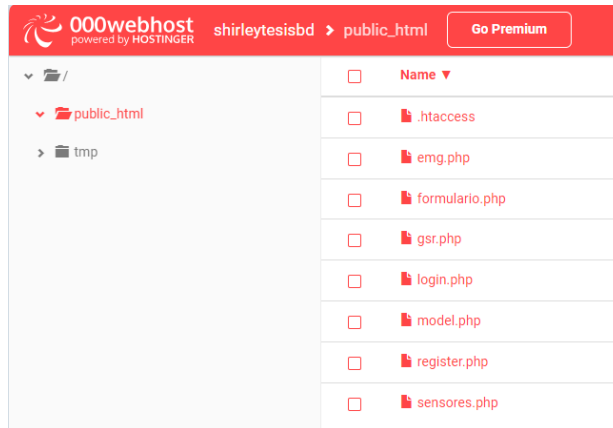 000webhost
powered by HOSTINGER
shirleytesisbd > public_html
Go Premium
/
public_html
tmp
Name ▼
.htaccess
emg.php
formulario.php
gsr.php
login.php
model.php
register.php
sensores.php